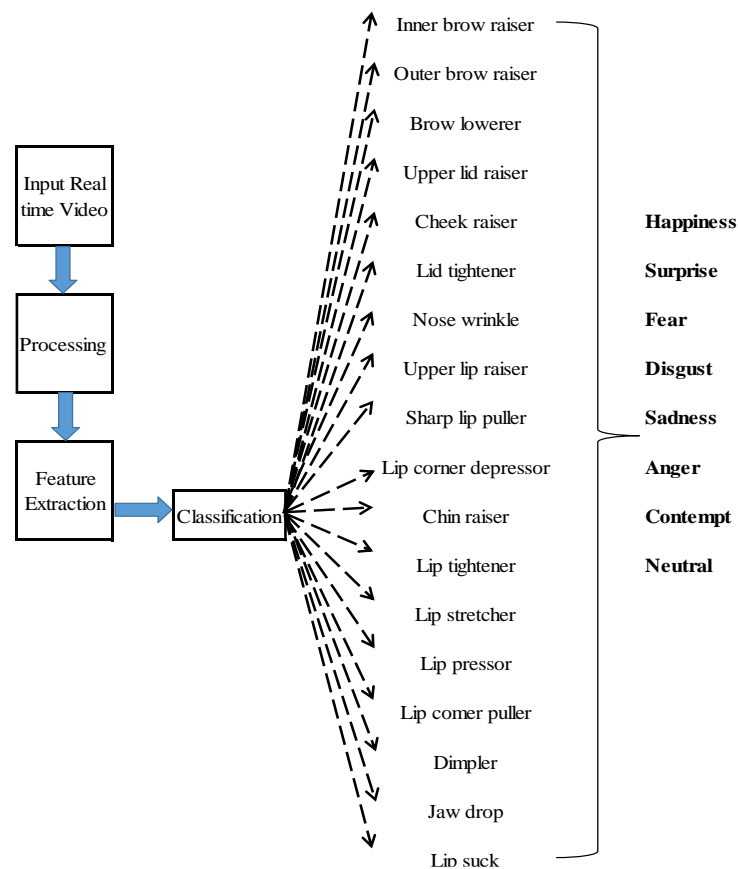 Input Real
time Video
Processing
Feature
Extraction
Classification
Inner brow raiser
Outer brow raiser
Brow lowerer
Upper lid raiser
Cheek raiser
Lid tightener
Nose wrinkle
Upper lip raiser
Sharp lip puller
Lip corner depressor
Chin raiser
Lip tightener
Lip stretcher
Lip pressor
Lip comer puller
Dimpler
Jaw drop
Lip suck
Happiness
Surprise
Fear
Disgust
Sadness
Anger
Contempt
Neutral